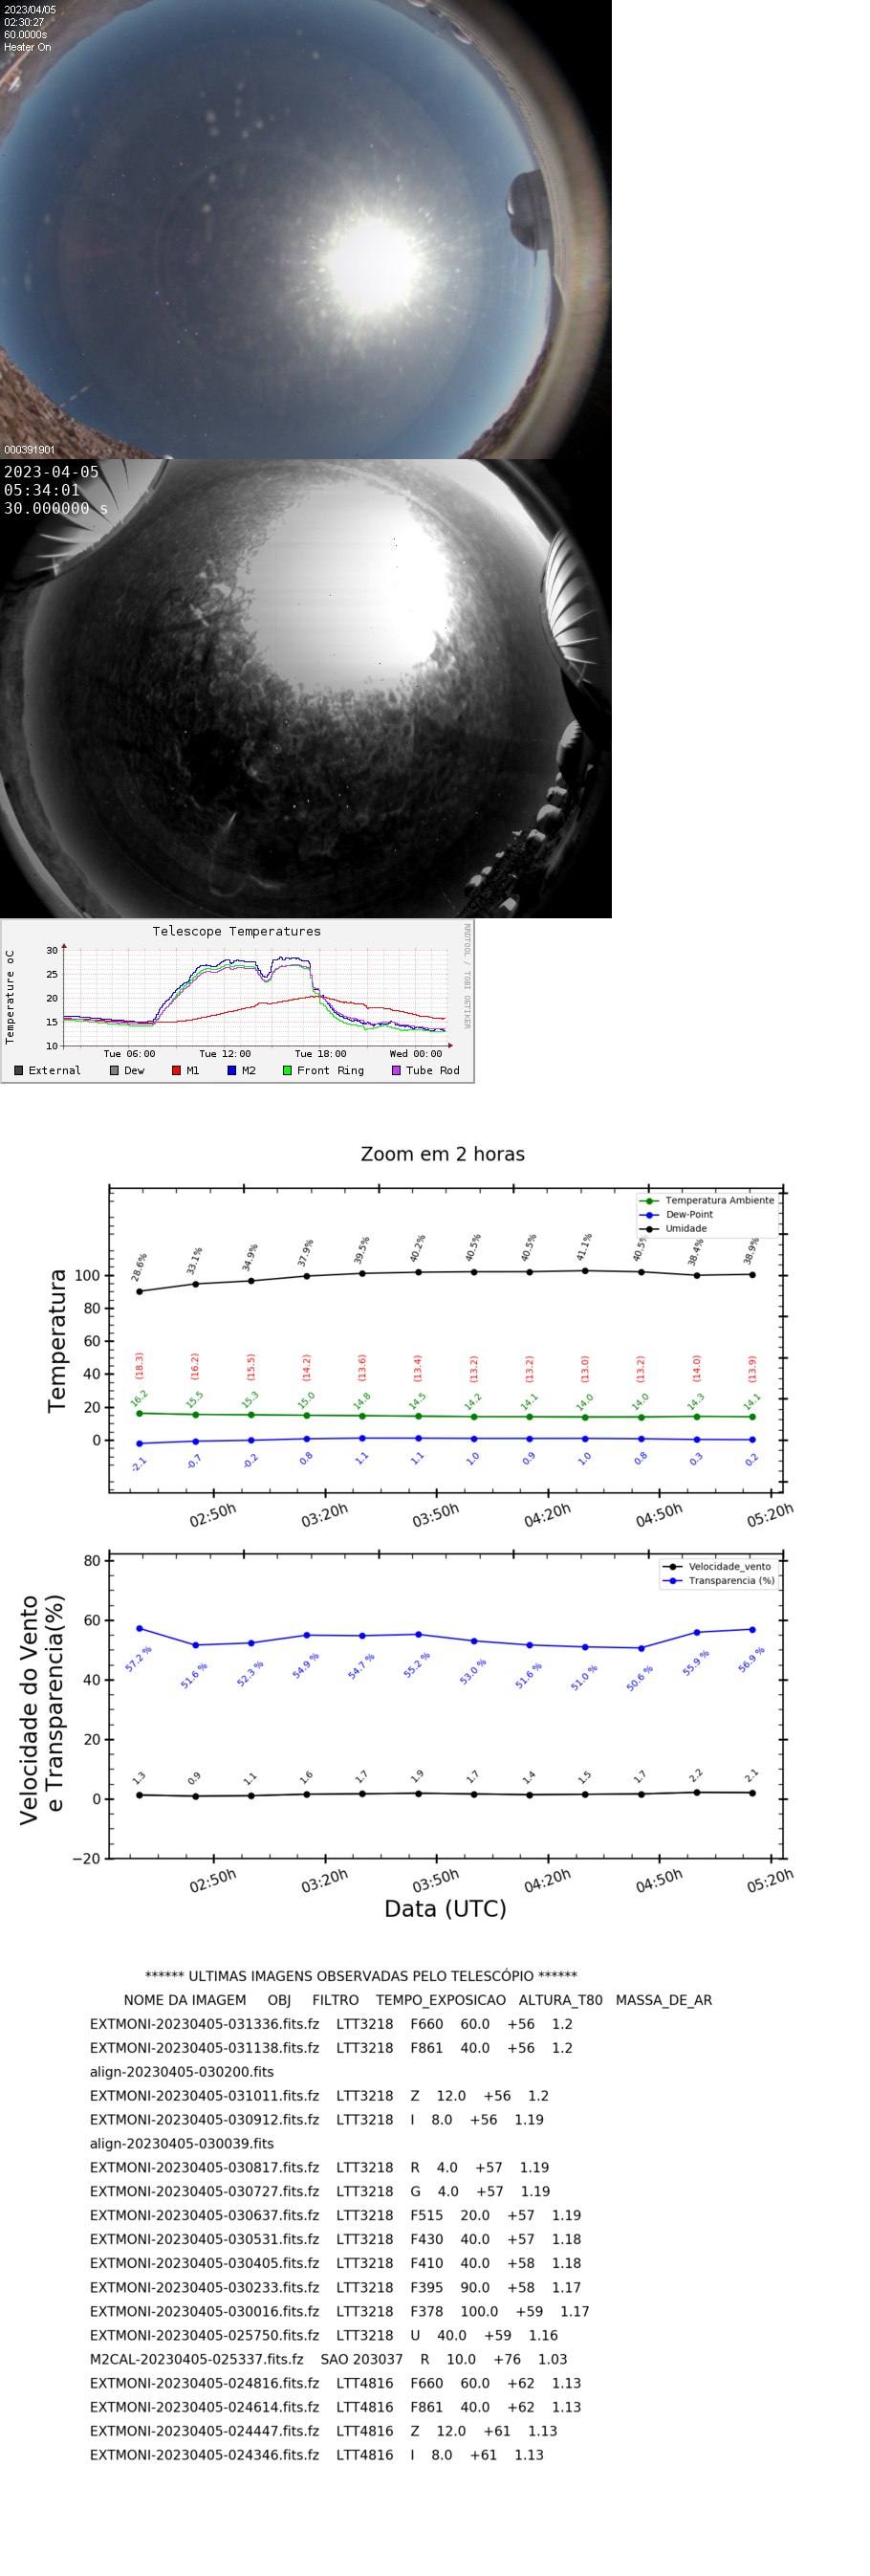 2023/04/05
02:30:27
60.0000s
Heater On
000391901
2023-04-05
05:34:01
30.000000 s
Telescope Temperatures
RRDTOOL / TOBI OETIKER
Temperature oC
30
25
20
15
10
Tue 06:00 Tue 12:00 Tue 18:00 Wed 00:00
External Dew M1 M2 Front Ring Tube Rod
Zoom em 2 horas
Temperatura Ambiente
Dew-Point
Umidade
Temperatura
100
80
60
40
20
0
28.6% 33.1% 34.9% 37.9% 39.5% 40.2% 40.5% 40.5% 41.1% 40.5% 38.4% 38.9%
(18.3) (16.2) (15.5) (14.2) (13.6) (13.4) (13.2) (13.2) (13.0) (13.2) (14.0) (13.9)
16.2 15.5 15.3 15.0 14.8 14.5 14.2 14.1 14.0 14.0 14.3 14.1
-2.1 -0.7 -0.2 0.8 1.1 1.1 1.0 0.9 1.0 0.8 0.3 0.2
02:50h 03:20h 03:50h 04:20h 04:50h 05:20h
Velocidade_vento
Transparencia (%)
Velocidade do Vento
e Transparencia(%)
80
60
40
20
0
−20
57.2 % 51.6 % 52.3 % 54.9 % 54.7 % 55.2 % 53.0 % 51.6 % 51.0 % 50.6 % 55.9 % 56.9 %
1.3 0.9 1.1 1.6 1.7 1.9 1.7 1.4 1.5 1.7 2.2 2.1
02:50h 03:20h 03:50h 04:20h 04:50h 05:20h
Data (UTC)
****** ULTIMAS IMAGENS OBSERVADAS PELO TELESCÓPIO ******
NOME DA IMAGEM OBJ FILTRO TEMPO_EXPOSICAO ALTURA_T80 MASSA_DE_AR
EXTMONI-20230405-031336.fits.fz LTT3218 F660 60.0 +56 1.2
EXTMONI-20230405-031138.fits.fz LTT3218 F861 40.0 +56 1.2
align-20230405-030200.fits
EXTMONI-20230405-031011.fits.fz LTT3218 Z 12.0 +56 1.2
EXTMONI-20230405-030912.fits.fz LTT3218 I 8.0 +56 1.19
align-20230405-030039.fits
EXTMONI-20230405-030817.fits.fz LTT3218 R 4.0 +57 1.19
EXTMONI-20230405-030727.fits.fz LTT3218 G 4.0 +57 1.19
EXTMONI-20230405-030637.fits.fz LTT3218 F515 20.0 +57 1.19
EXTMONI-20230405-030531.fits.fz LTT3218 F430 40.0 +57 1.18
EXTMONI-20230405-030405.fits.fz LTT3218 F410 40.0 +58 1.18
EXTMONI-20230405-030233.fits.fz LTT3218 F395 90.0 +58 1.17
EXTMONI-20230405-030016.fits.fz LTT3218 F378 100.0 +59 1.17
EXTMONI-20230405-025750.fits.fz LTT3218 U 40.0 +59 1.16
M2CAL-20230405-025337.fits.fz SAO 203037 R 10.0 +76 1.03
EXTMONI-20230405-024816.fits.fz LTT4816 F660 60.0 +62 1.13
EXTMONI-20230405-024614.fits.fz LTT4816 F861 40.0 +62 1.13
EXTMONI-20230405-024447.fits.fz LTT4816 Z 12.0 +61 1.13
EXTMONI-20230405-024346.fits.fz LTT4816 I 8.0 +61 1.13